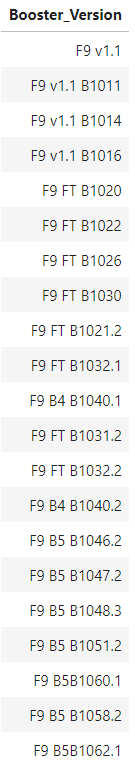 Booster_Version
F9 v1.1
F9 v1.1 B1011
F9 v1.1 B1014
F9 v1.1 B1016
F9 FT B1020
F9 FT B1022
F9 FT B1026
F9 FT B1030
F9 FT B1021.2
F9 FT B1032.1
F9 B4 B1040.1
F9 FT B1031.2
F9 FT B1032.2
F9 B4 B1040.2
F9 B5 B1046.2
F9 B5 B1047.2
F9 B5 B1048.3
F9 B5 B1051.2
F9 B5B1060.1
F9 B5 B1058.2
F9 B5B1062.1